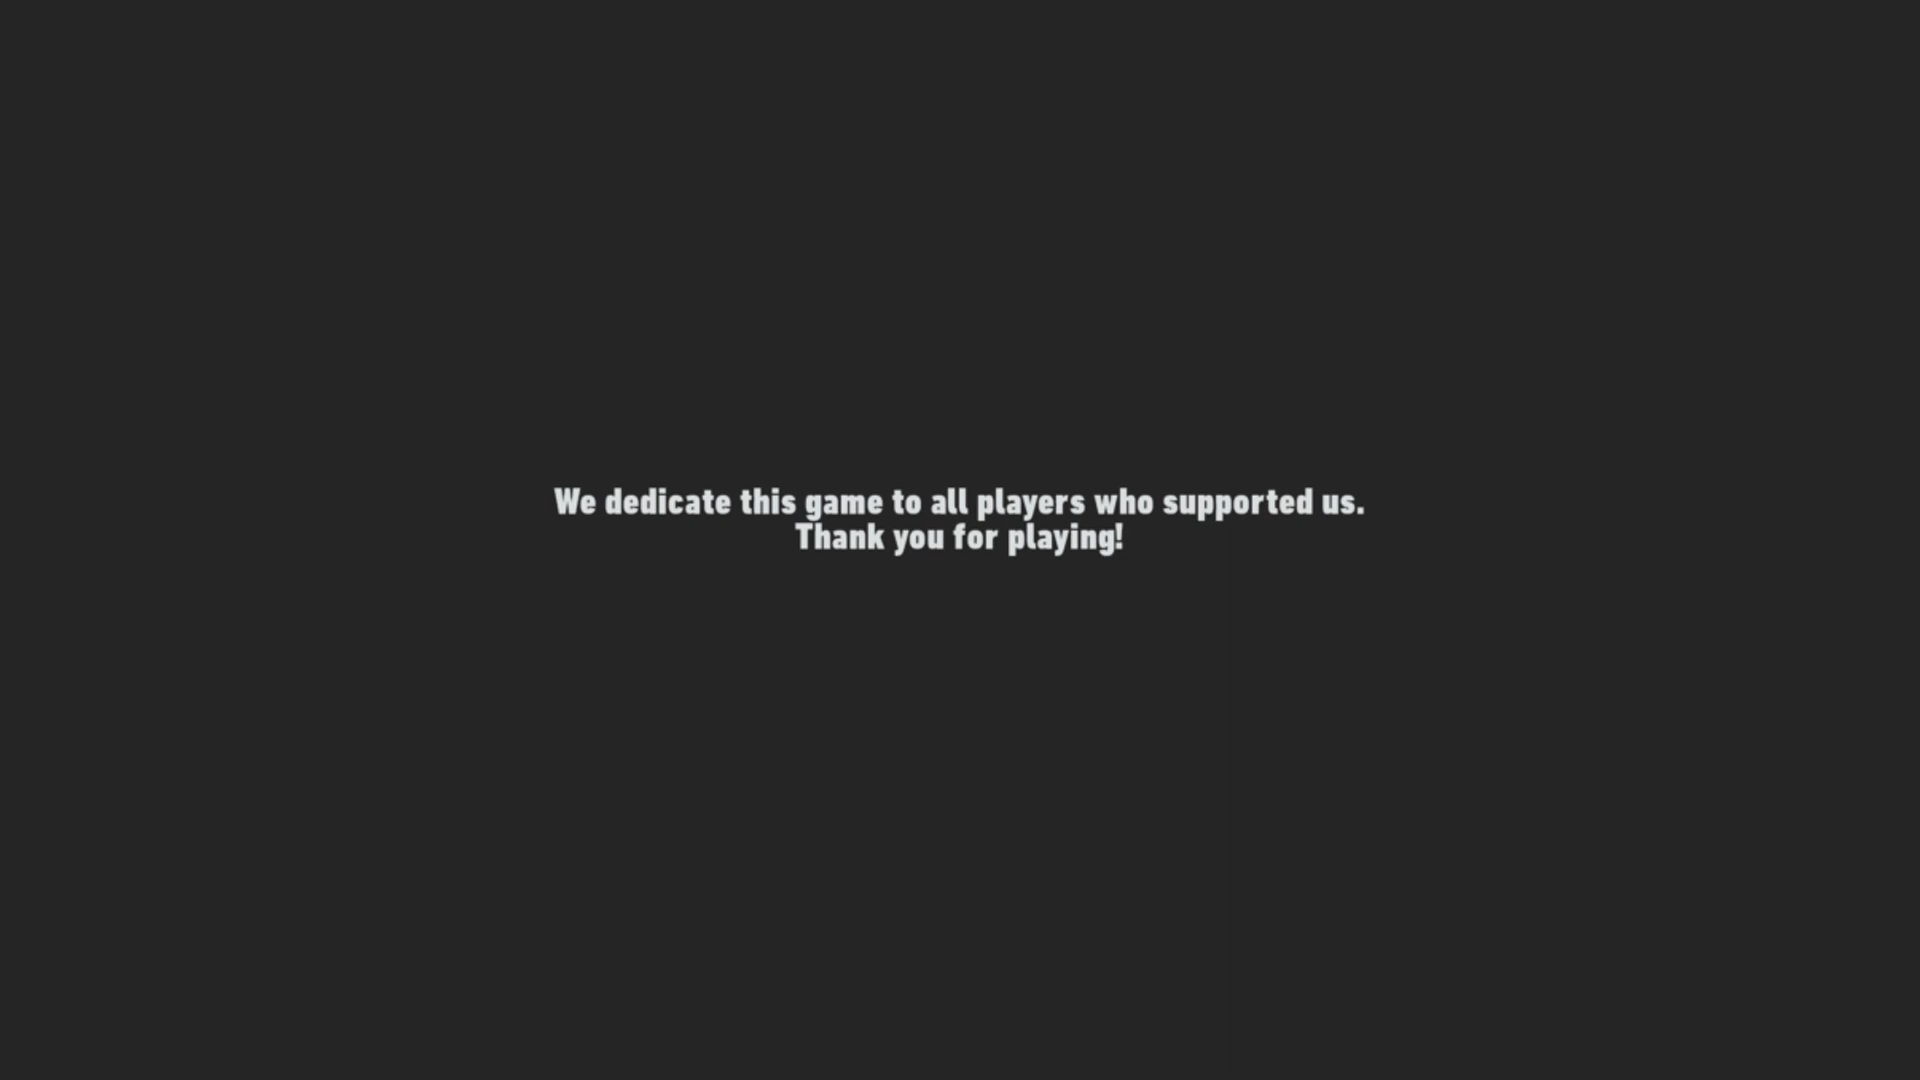 We dedicate this game to all players who supported us.
Thank you for playing!